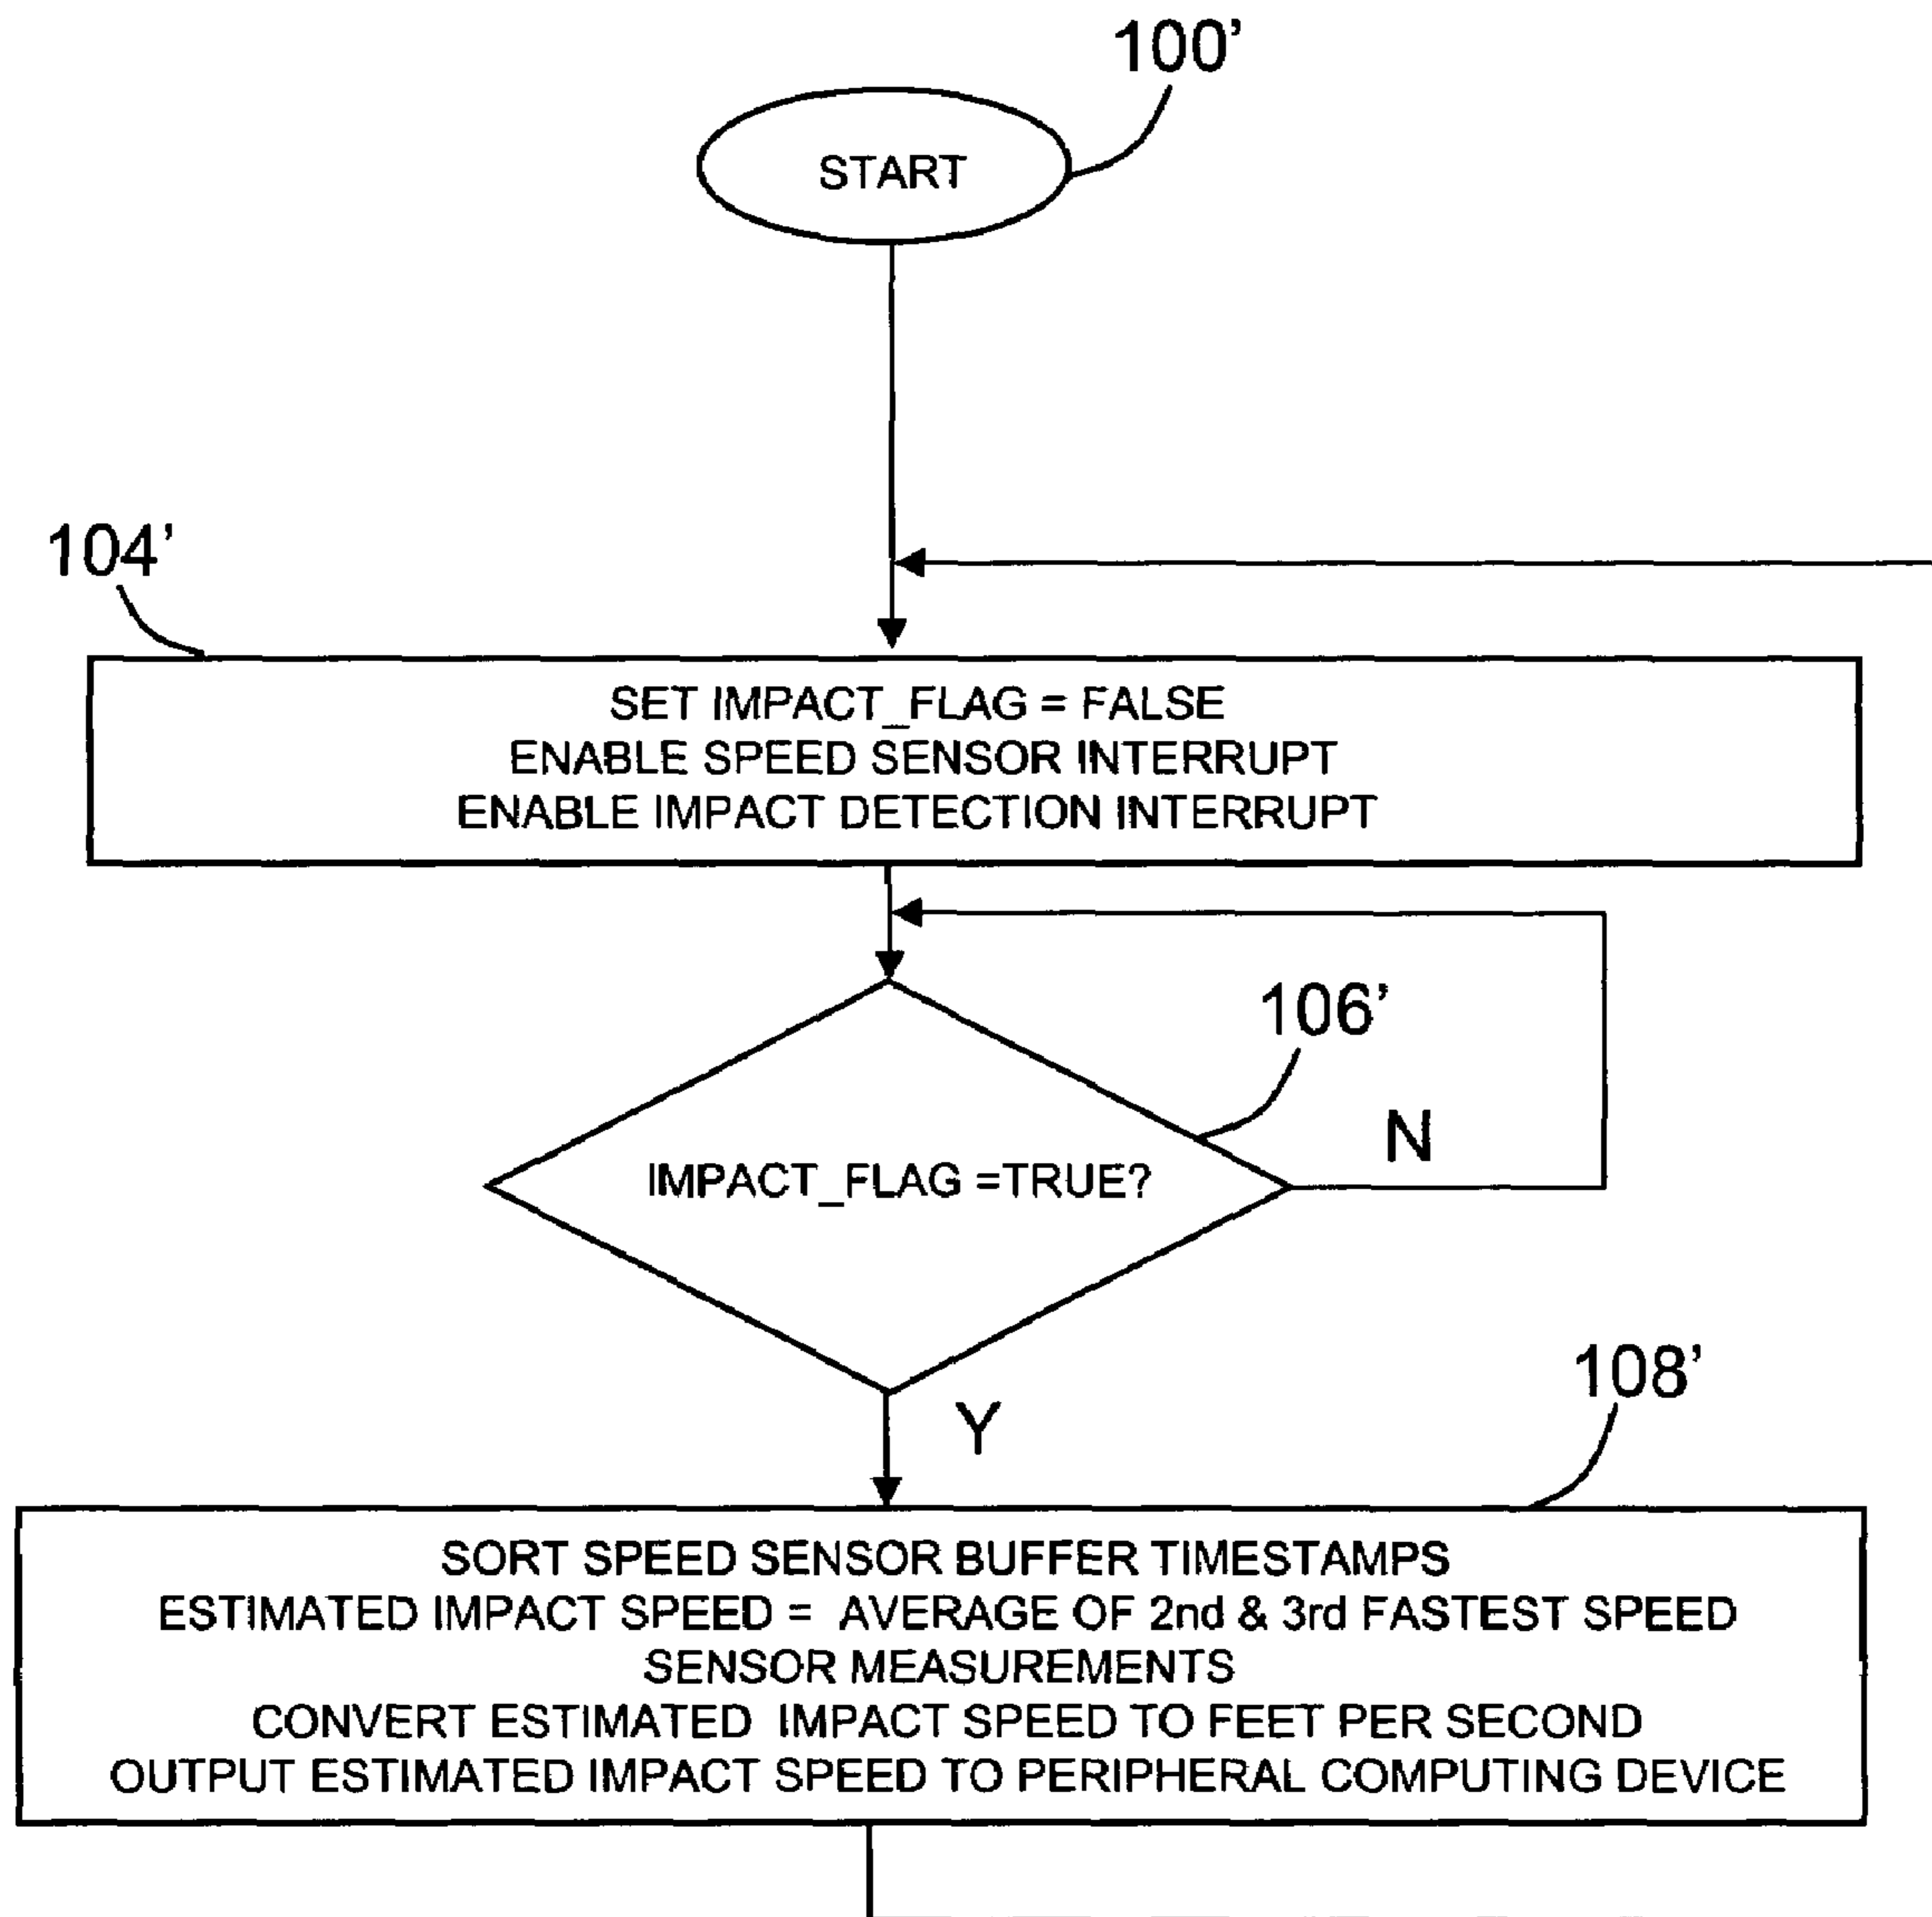 100'
START
104'
SET IMPACT_FLAG = FALSE
ENABLE SPEED SENSOR INTERRUPT
ENABLE IMPACT DETECTION INTERRUPT
106'
IMPACT_FLAG =TRUE?
N
Y
108'
SORT SPEED SENSOR BUFFER TIMESTAMPS
ESTIMATED IMPACT SPEED = AVERAGE OF 2nd & 3rd FASTEST SPEED
SENSOR MEASUREMENTS
CONVERT ESTIMATED IMPACT SPEED TO FEET PER SECOND
OUTPUT ESTIMATED IMPACT SPEED TO PERIPHERAL COMPUTING DEVICE